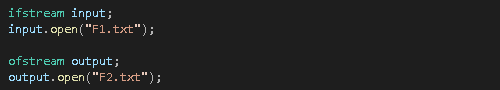 ifstream input;
input.open("F1.txt");
ofstream output;
output.open("F2.txt");